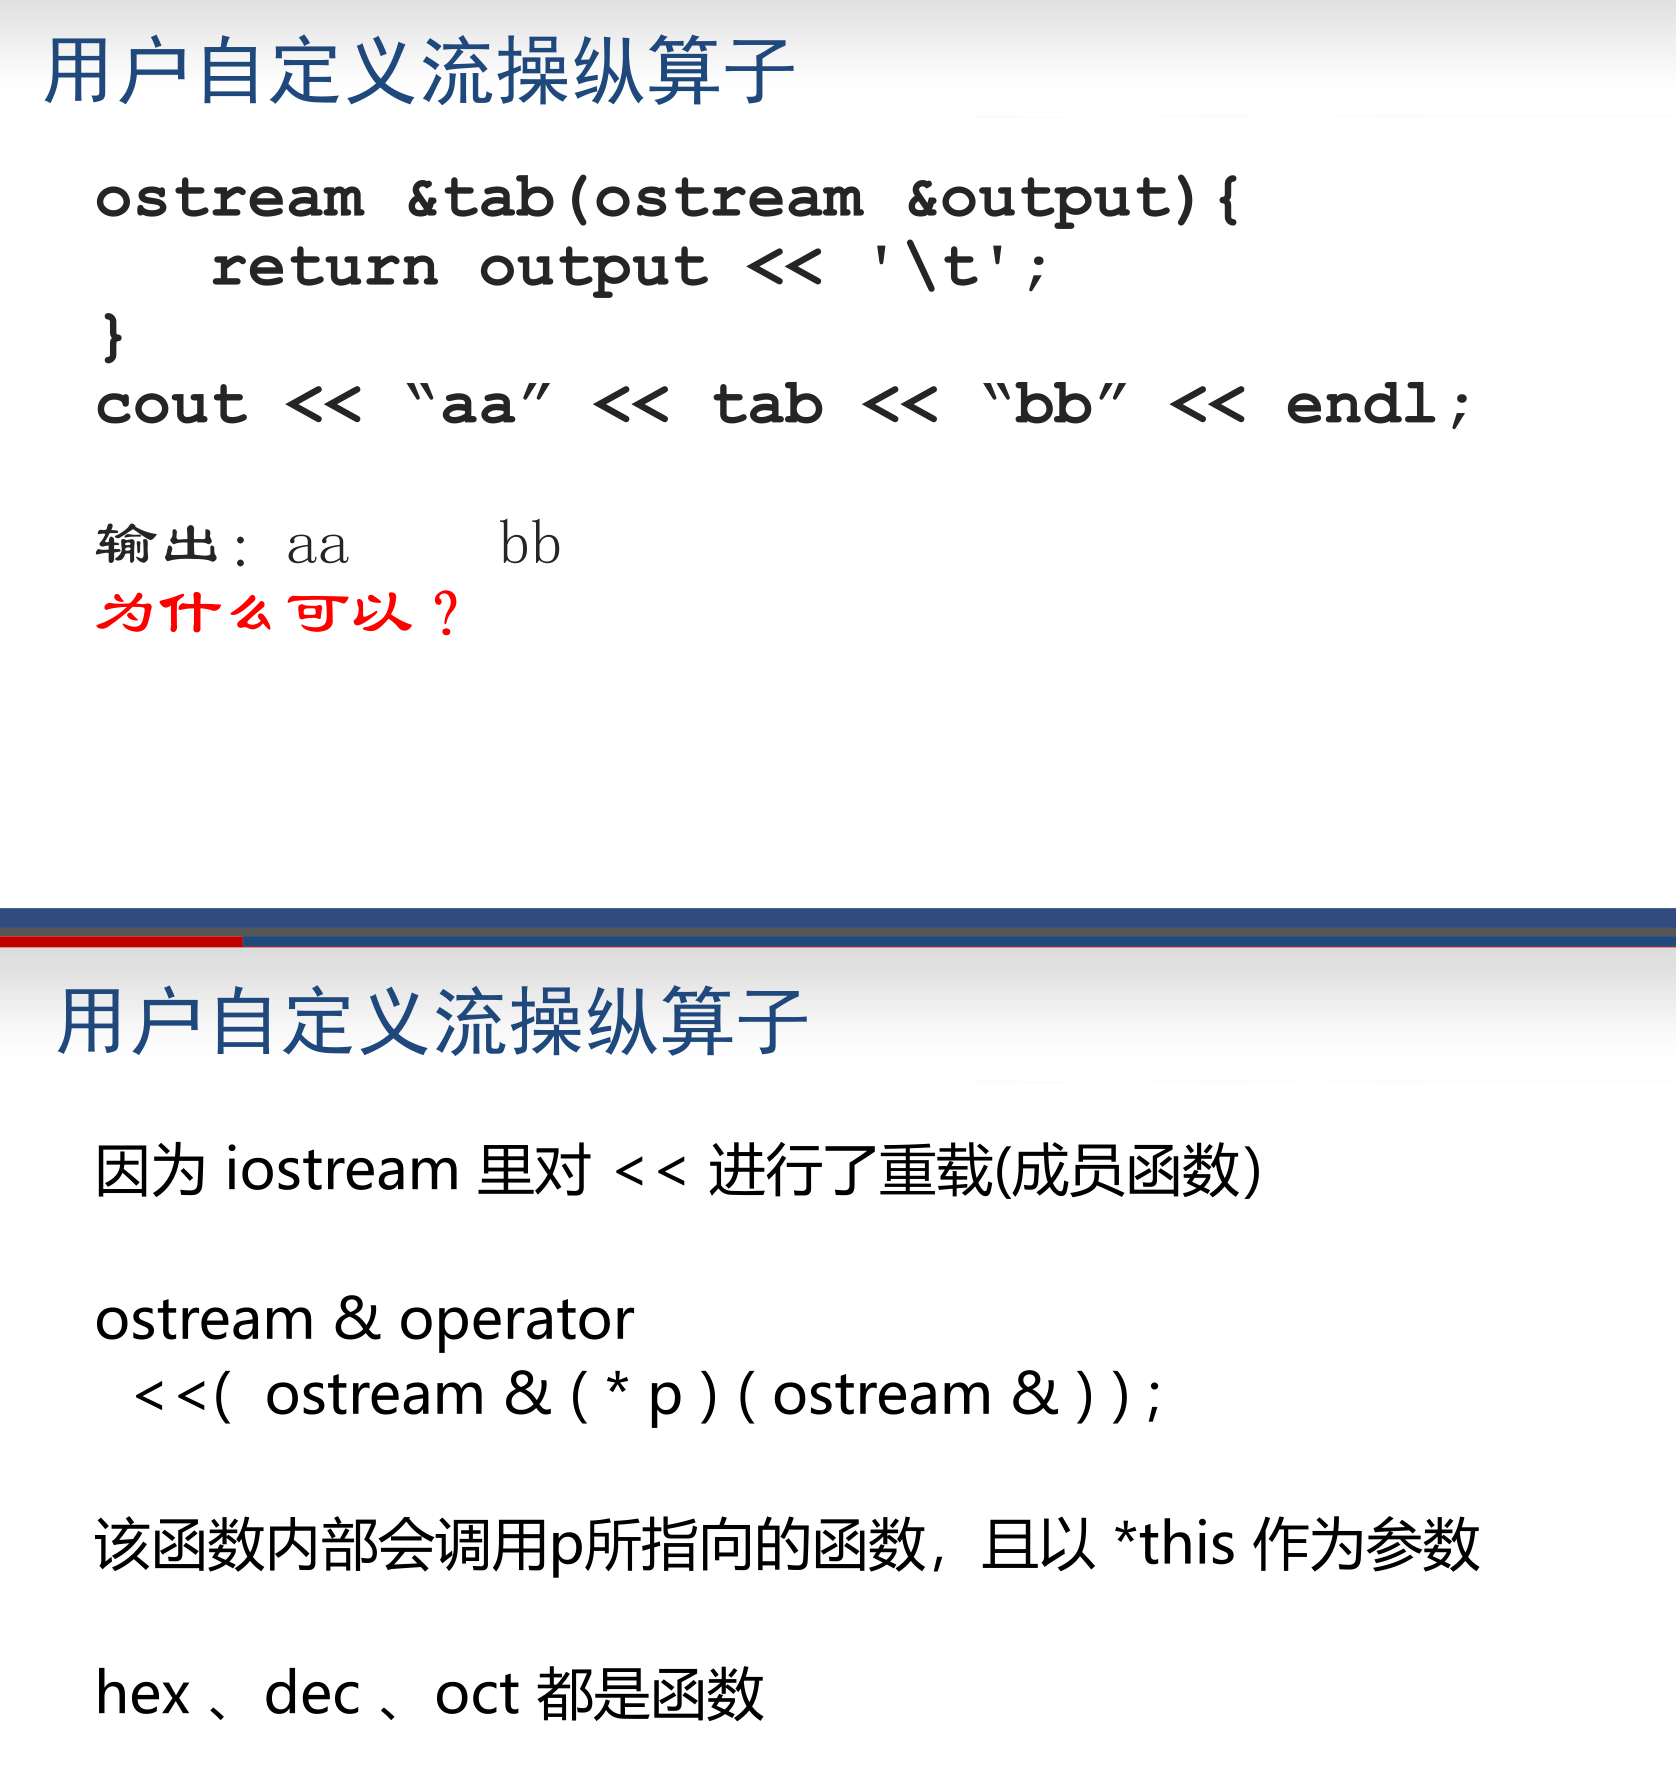 用户自定义流操纵算子
ostream &tab(ostream &output){
return output << '\t';
}
cout << “aa” << tab << “bb” << endl;
输出: aa bb
为什么可以？
用户自定义流操纵算子
因为 iostream 里对 << 进行了重载(成员函数）
ostream & operator
<<( ostream & ( * p ) ( ostream & ) ) ;
该函数内部会调用p所指向的函数，且以 *this 作为参数
hex 、dec 、oct 都是函数